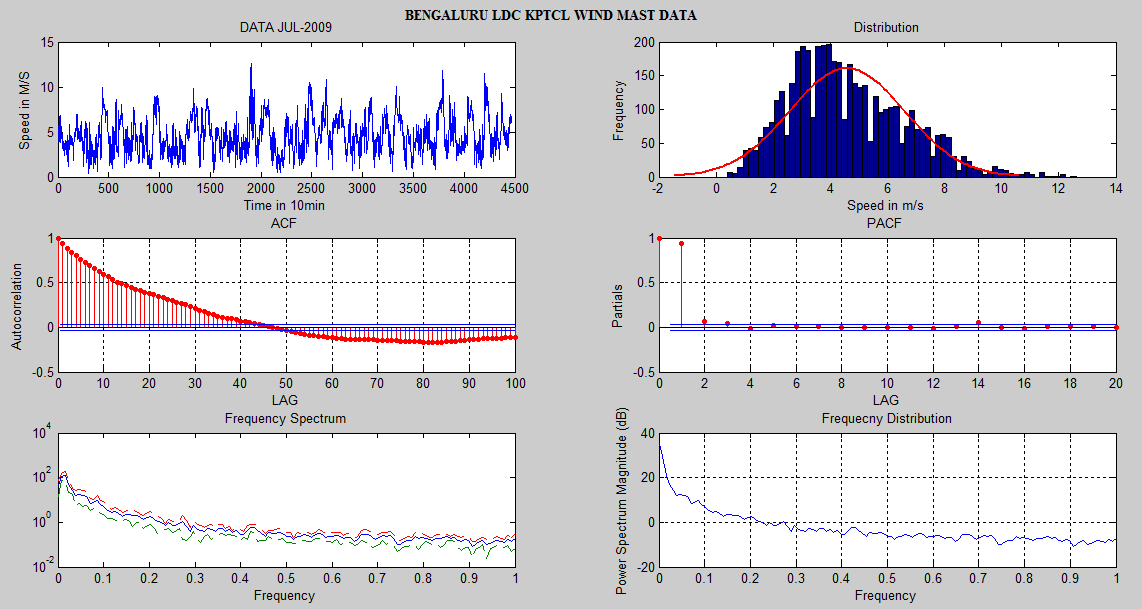 BENGALURU LDC KPTCL WIND MAST DATA
DATA JUL-2009
Speed in M/S
15
10
5
0
0 500 1000 1500 2000 2500 3000 3500 4000 4500
Time in 10min
Distribution
Frequency
200
150
100
50
0
-2 0 2 4 6 8 10 12 14
Speed in m/s
ACF
Autocorrelation
1
0.5
0
-0.5
0 10 20 30 40 50 60 70 80 90 100
LAG
PACF
Partials
1
0.5
0
-0.5
0 2 4 6 8 10 12 14 16 18 20
LAG
Frequency Spectrum
10^4
10^2
10^0
10^-2
0 0.1 0.2 0.3 0.4 0.5 0.6 0.7 0.8 0.9 1
Frequency
Frequecny Distribution
Power Spectrum Magnitude (dB)
40
20
0
-20
0 0.1 0.2 0.3 0.4 0.5 0.6 0.7 0.8 0.9 1
Frequency